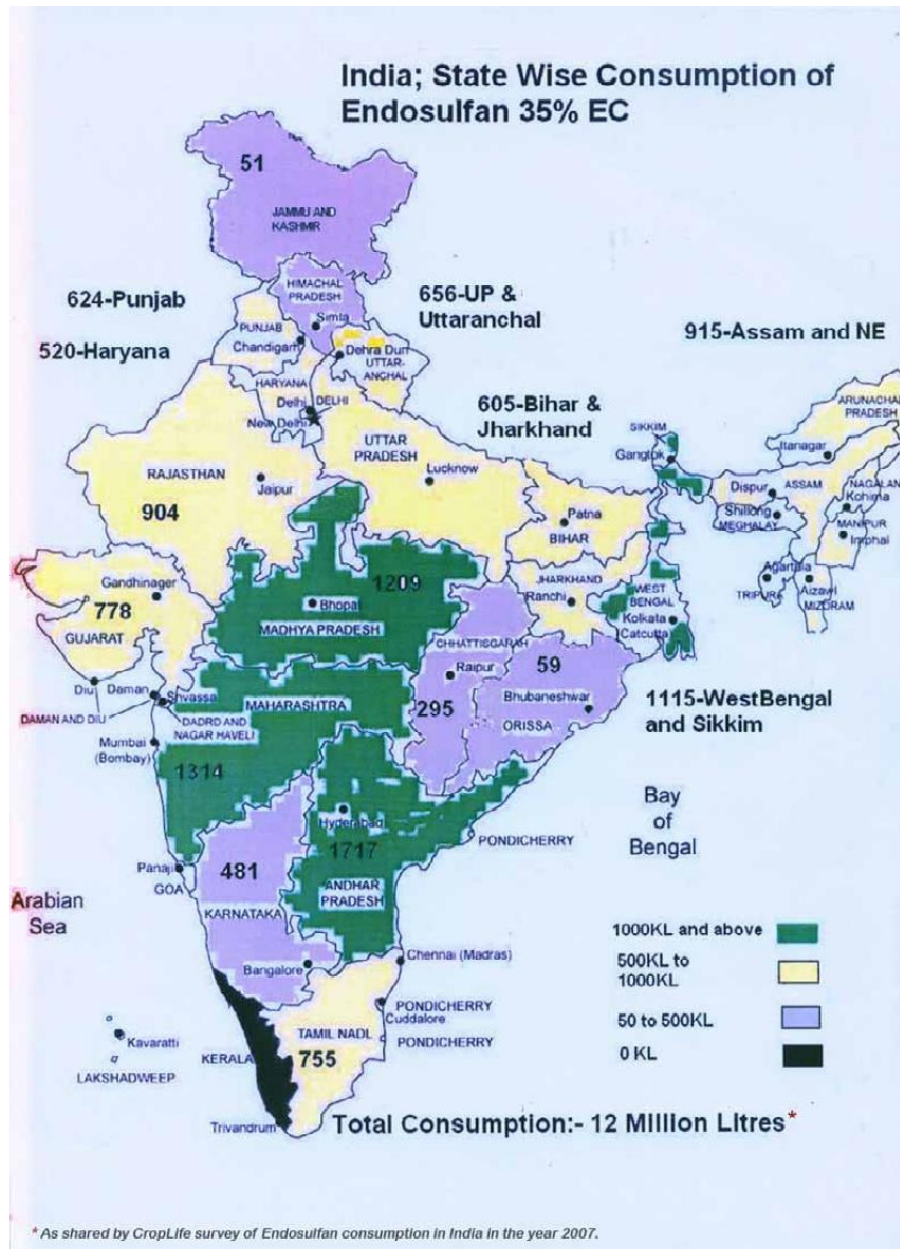 India; State Wise Consumption of
Endosulfan 35% EC
51
JAMMU AND
KASHMIR
HIMACHAL
PRADESH
624-Punjab
656-UP &
Uttaranchal
Simla
PUNJAB
Chandigarh
520-Haryana
915-Assam and NE
Dehra Dun
UTTAR-
ANCHAL
HARYANA
Delhi
DELHI
New Delhi
605-Bihar &
Jharkhand
ARUNACHAL
PRADESH
SIKKIM
Gangtok
Itanagar
UTTAR
PRADESH
Lucknow
RAJASTHAN
Jaipur
904
Dispur
ASSAM
NAGALAN
Kohima
Shillong
MEGHALAY
MANIPUR
Imphal
Patna
BIHAR
Agartala
TRIPURA
Aizawl
MIZORAM
Gandhinager
778
GUJARAT
1209
Bhopal
MADHYA PRADESH
JHARKHAND
Ranchi
WEST
BENGAL
Kolkata
(Catcutta)
CHHATTISGARAH
Raipur
59
Bhubaneshwar
295
ORISSA
1115-WestBengal
and Sikkim
Diu
Daman
Shvassa
DAMAN AND DIU
DADRD AND
NAGAR HAVELI
MAHARASHTRA
Mumbai
(Bombay)
1314
Hyderabad
1717
ANDHAR
PRADESH
PONDICHERRY
Bay
of
Bengal
Panaji
GOA
481
KARNATAKA
Arabian
Sea
Bangalore
Chennai (Madras)
1000KL and above
500KL to
1000KL
50 to 500KL
0 KL
PONDICHERRY
Cuddalore
PONDICHERRY
TAMIL NADL
755
Kavaratti
LAKSHADWEEP
KERALA
Trivandrum
Total Consumption:- 12 Million Litres*
* As shared by CropLife survey of Endosulfan consumption in India in the year 2007.